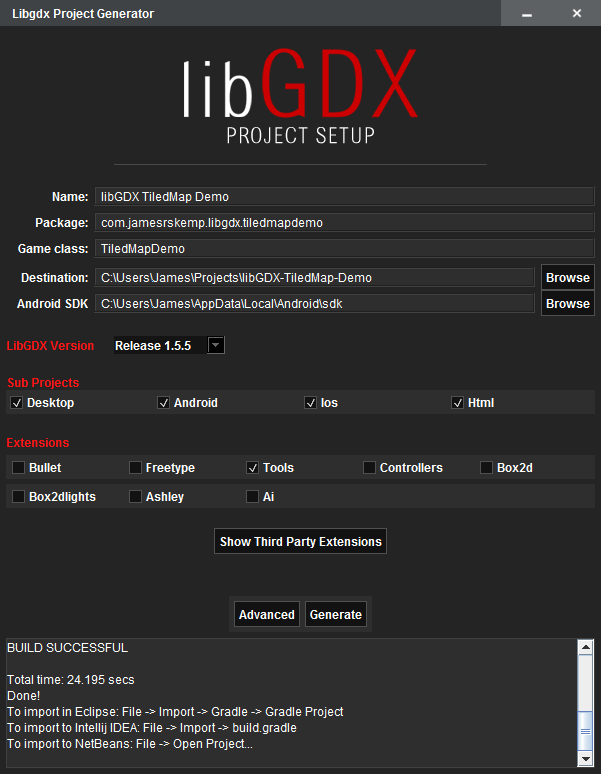 Libgdx Project Generator
libGDX
PROJECT SETUP
Name: libGDX TiledMap Demo
Package: com.jamesrskemp.libgdx.tiledmapdemo
Game class: TiledMapDemo
Destination: C:\Users\James\Projects\libGDX-TiledMap-Demo Browse
Android SDK C:\Users\James\AppData\Local\Android\sdk Browse
LibGDX Version Release 1.5.5
Sub Projects
Desktop Android Ios Html
Extensions
Bullet Freetype Tools Controllers Box2d
Box2dlights Ashley Ai
Show Third Party Extensions
Advanced Generate
BUILD SUCCESSFUL
Total time: 24.195 secs
Done!
To import in Eclipse: File -> Import -> Gradle -> Gradle Project
To import to Intellij IDEA: File -> Import -> build.gradle
To import to NetBeans: File -> Open Project...